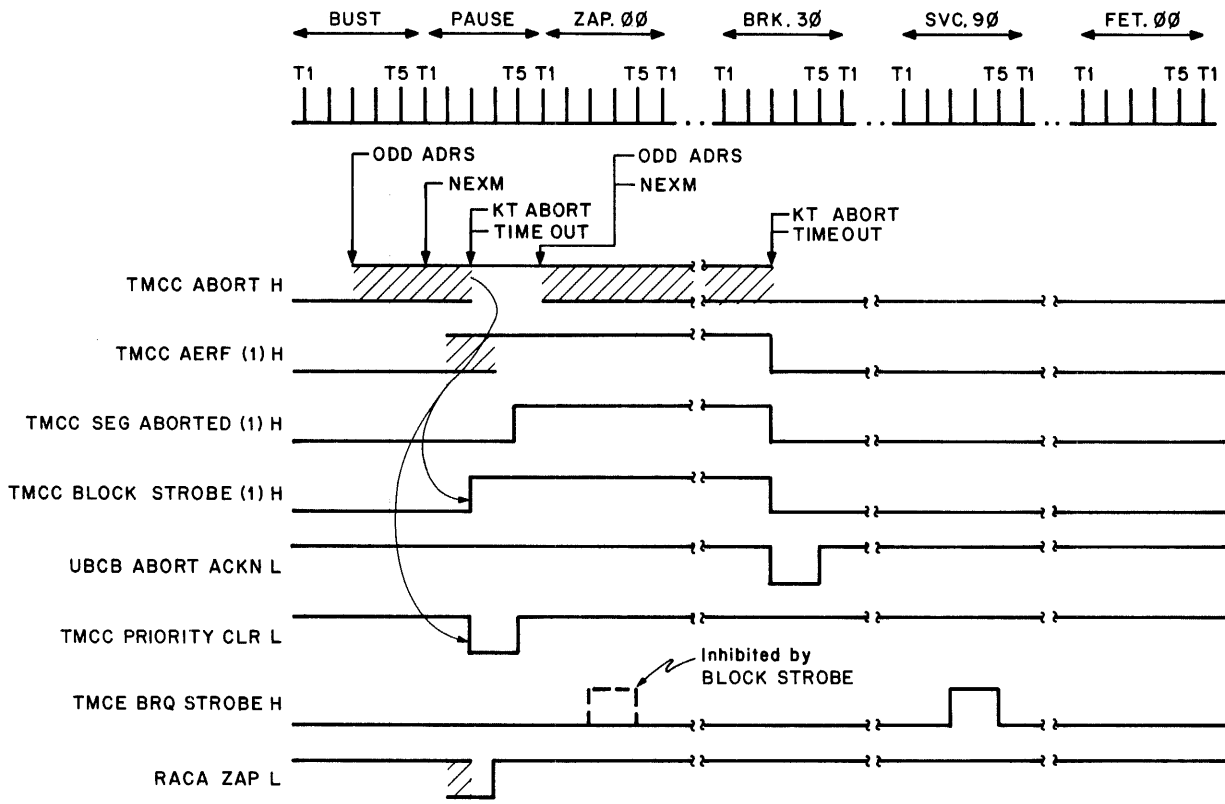 BUST PAUSE ZAP.ØØ BRK.3Ø SVC.9Ø FET.ØØ
T1 T5 T1 T5 T1 T5 T1 T1 T5 T1 T1 T5 T1 T1 T5 T1
ODD ADRS
NEXM
KT ABORT
TIME OUT
ODD ADRS
NEXM
KT ABORT
TIMEOUT
TMCC ABORT H
TMCC AERF (1) H
TMCC SEG ABORTED (1) H
TMCC BLOCK STROBE (1) H
UBCB ABORT ACKN L
TMCC PRIORITY CLR L
Inhibited by
BLOCK STROBE
TMCE BRQ STROBE H
RACA ZAP L